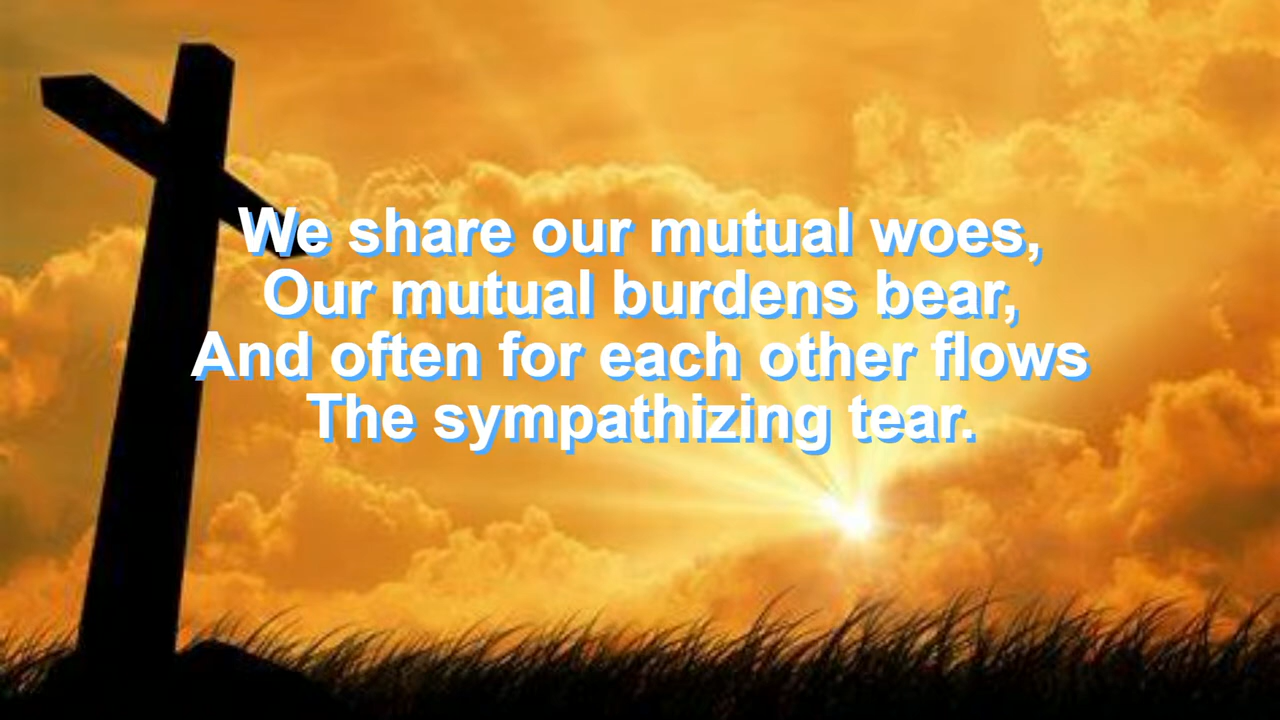 We share our mutual woes,
Our mutual burdens bear,
And often for each other flows
The sympathizing tear.